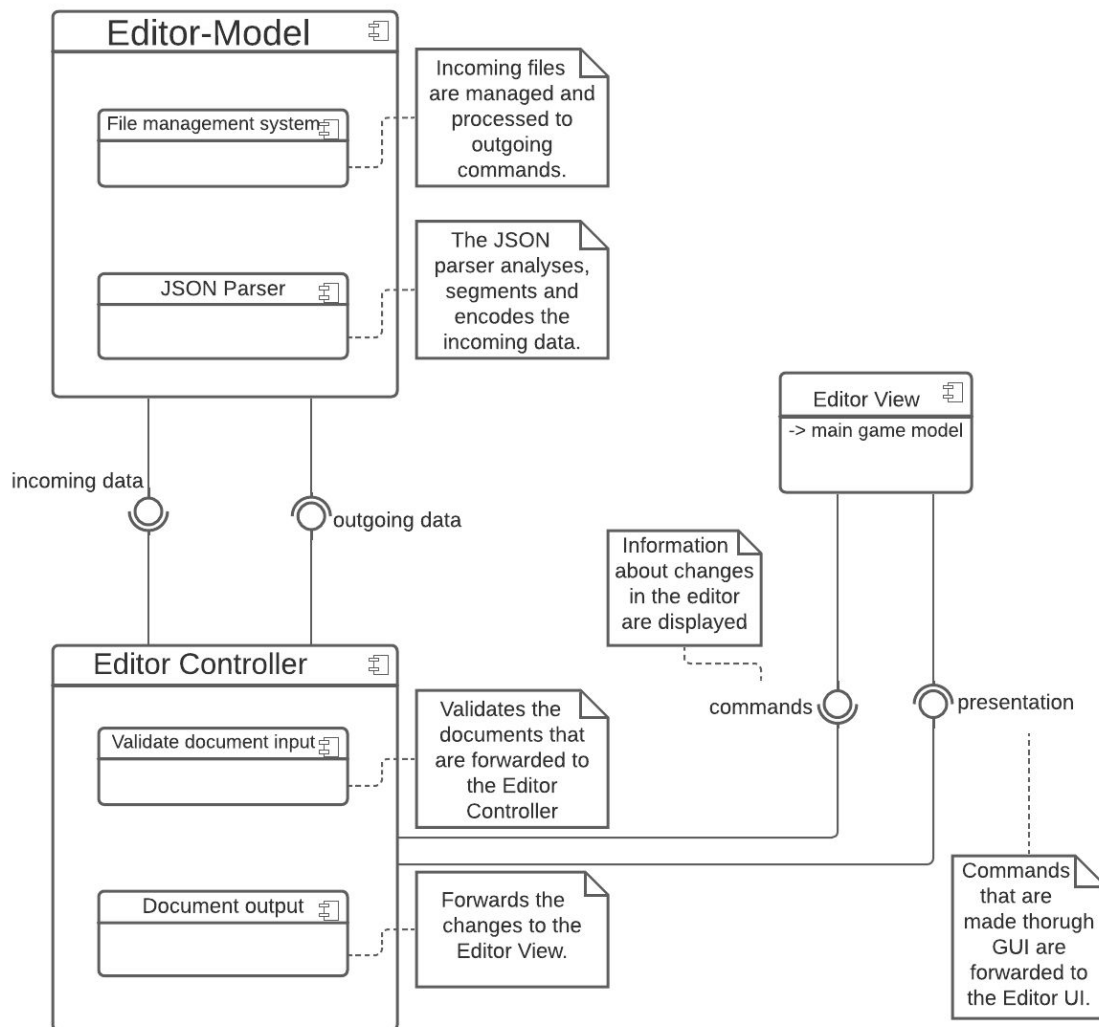 Editor-Model
File management system
Incoming files
are managed and
processed to
outgoing
commands.
JSON Parser
The JSON
parser analyses,
segments and
encodes the
incoming data.
Editor View
-> main game model
incoming data
outgoing data
Information
about changes
in the editor
are displayed
Editor Controller
commands
presentation
Validate document input
Validates the
documents that
are forwarded to
the Editor
Controller
Document output
Forwards the
changes to the
Editor View.
Commands
that are
made thorugh
GUI are
forwarded to
the Editor UI.